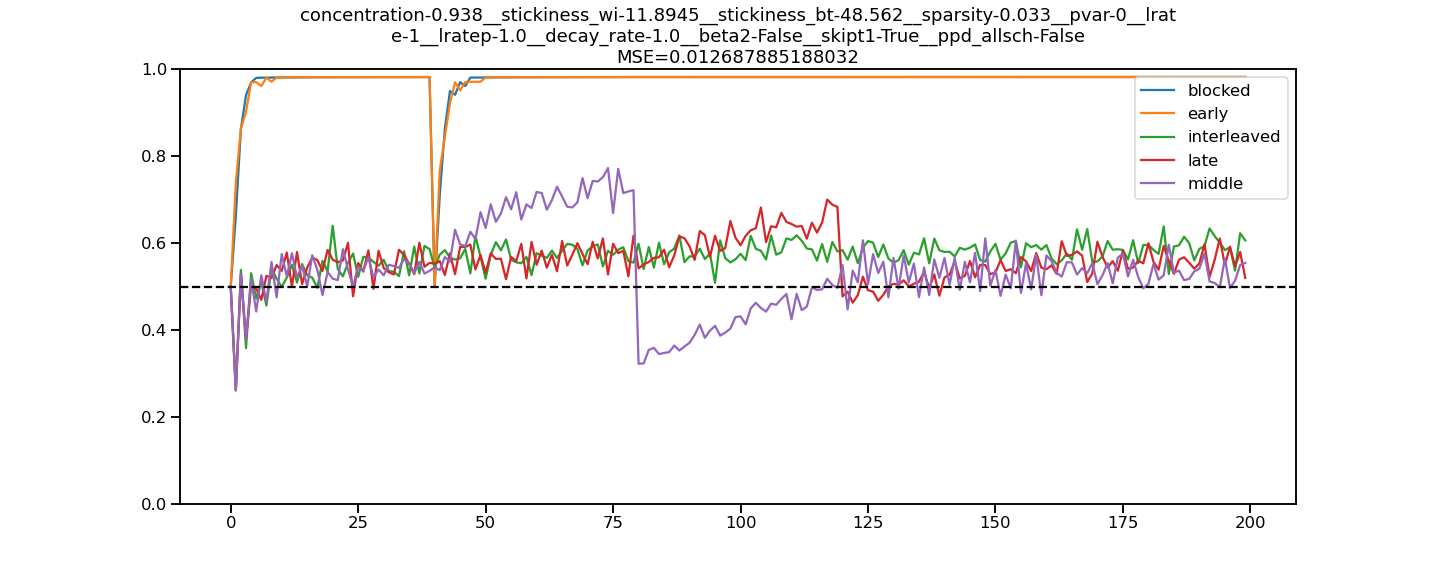 concentration-0.938__stickiness_wi-11.8945__stickiness_bt-48.562__sparsity-0.033__pvar-0__lrat
e-1__lratep-1.0__decay_rate-1.0__beta2-False__skipt1-True__ppd_allsch-False
MSE=0.012687885188032
1.0
0.8
0.6
0.4
0.2
0.0
0 25 50 75 100 125 150 175 200
blocked
early
interleaved
late
middle